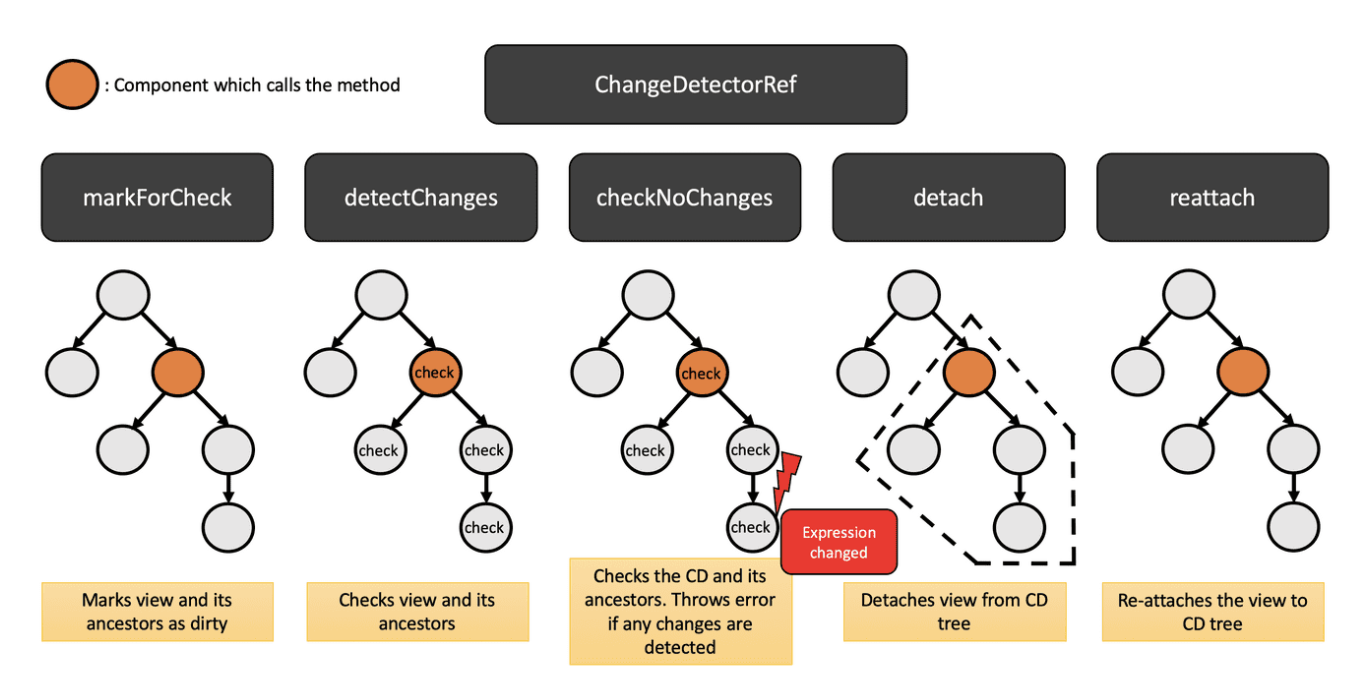 : Component which calls the method
ChangeDetectorRef
markForCheck
detectChanges
checkNoChanges
detach
reattach
check
check
check
check
check
check
check
check
Expression
changed
Marks view and its
ancestors as dirty
Checks view and its
ancestors
Checks the CD and its
ancestors. Throws error
if any changes are
detected
Detaches view from CD
tree
Re-attaches the view to
CD tree